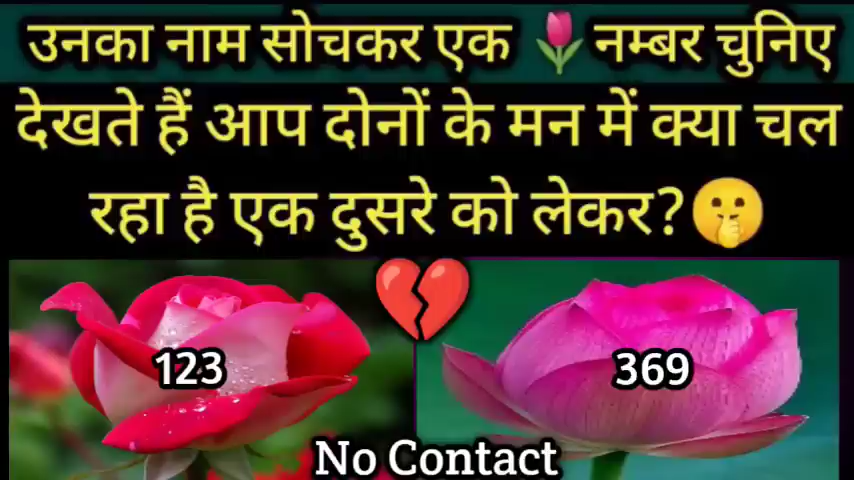 उनका नाम सोचकर एक 🌷 नम्बर चुनिए
देखते हैं आप दोनों के मन में क्या चल
रहा है एक दुसरे को लेकर?🤫
123
369
No Contact